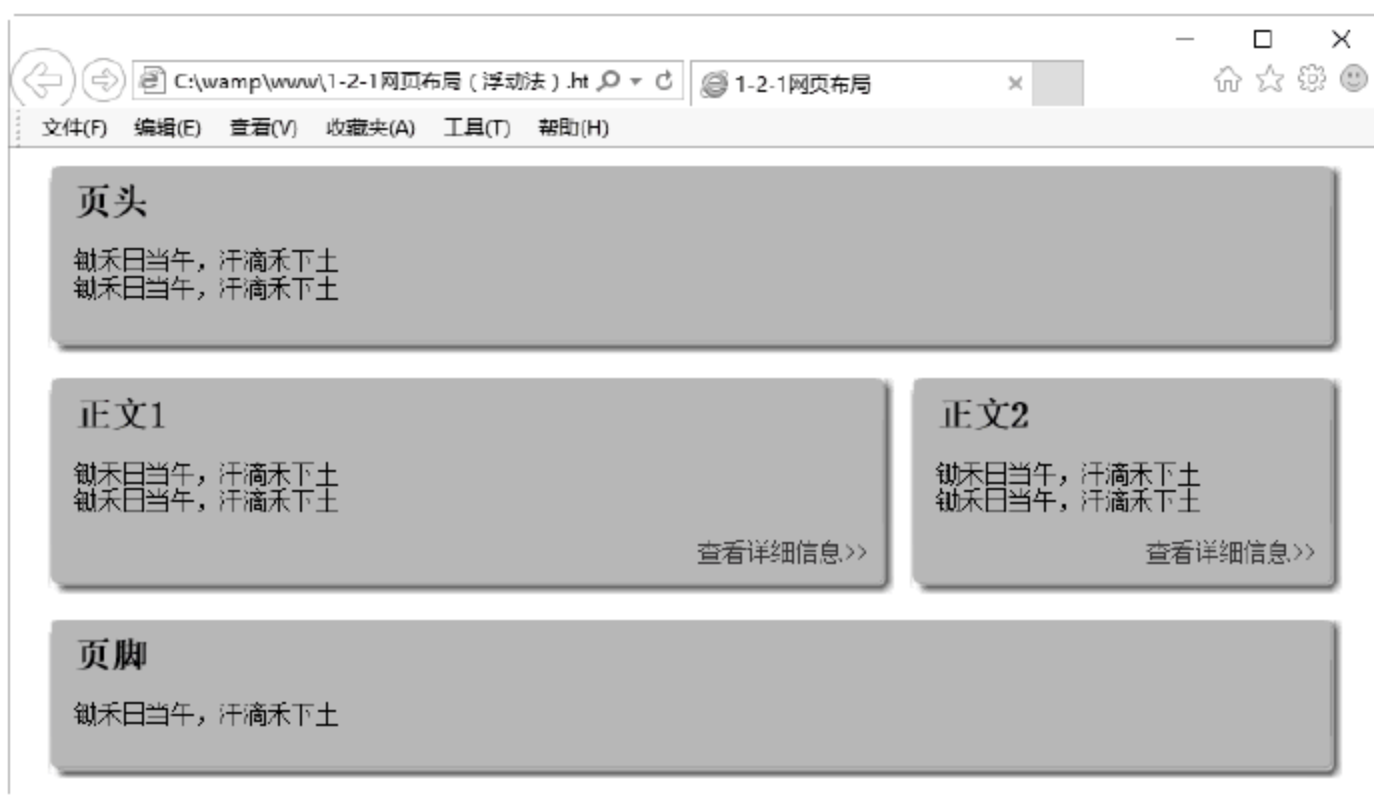 C:\wamp\www\1-2-1网页布局（浮动法）.ht
1-2-1网页布局
文件(F) 编辑(E) 查看(V) 收藏夹(A) 工具(T) 帮助(H)
页头
锄禾日当午，汗滴禾下土
锄禾日当午，汗滴禾下土
正文1
锄禾日当午，汗滴禾下土
锄禾日当午，汗滴禾下土
查看详细信息>>
正文2
锄禾日当午，汗滴禾下土
锄禾日当午，汗滴禾下土
查看详细信息>>
页脚
锄禾日当午，汗滴禾下土